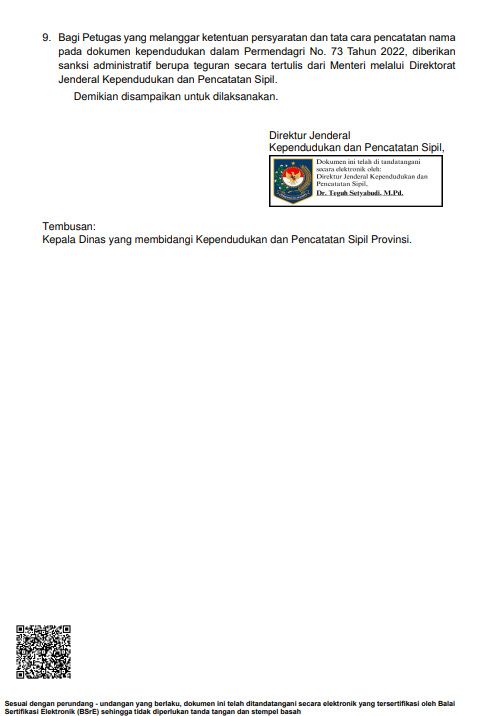 9. Bagi Petugas yang melanggar ketentuan persyaratan dan tata cara pencatatan nama
pada dokumen kependudukan dalam Permendagri No. 73 Tahun 2022, diberikan
sanksi administratif berupa teguran secara tertulis dari Menteri melalui Direktorat
Jenderal Kependudukan dan Pencatatan Sipil.
Demikian disampaikan untuk dilaksanakan.
Direktur Jenderal
Kependudukan dan Pencatatan Sipil,
Dokumen ini telah di tandatangani
secara elektronik oleh:
Direktur Jenderal Kependudukan dan
Pencatatan Sipil,
Dr. Teguh Setyabudi, M.Pd.
Tembusan:
Kepala Dinas yang membidangi Kependudukan dan Pencatatan Sipil Provinsi.
Sesuai dengan perundang - undangan yang berlaku, dokumen ini telah ditandatangani secara elektronik yang tersertifikasi oleh Balai
Sertifikasi Elektronik (BSrE) sehingga tidak diperlukan tanda tangan dan stempel basah